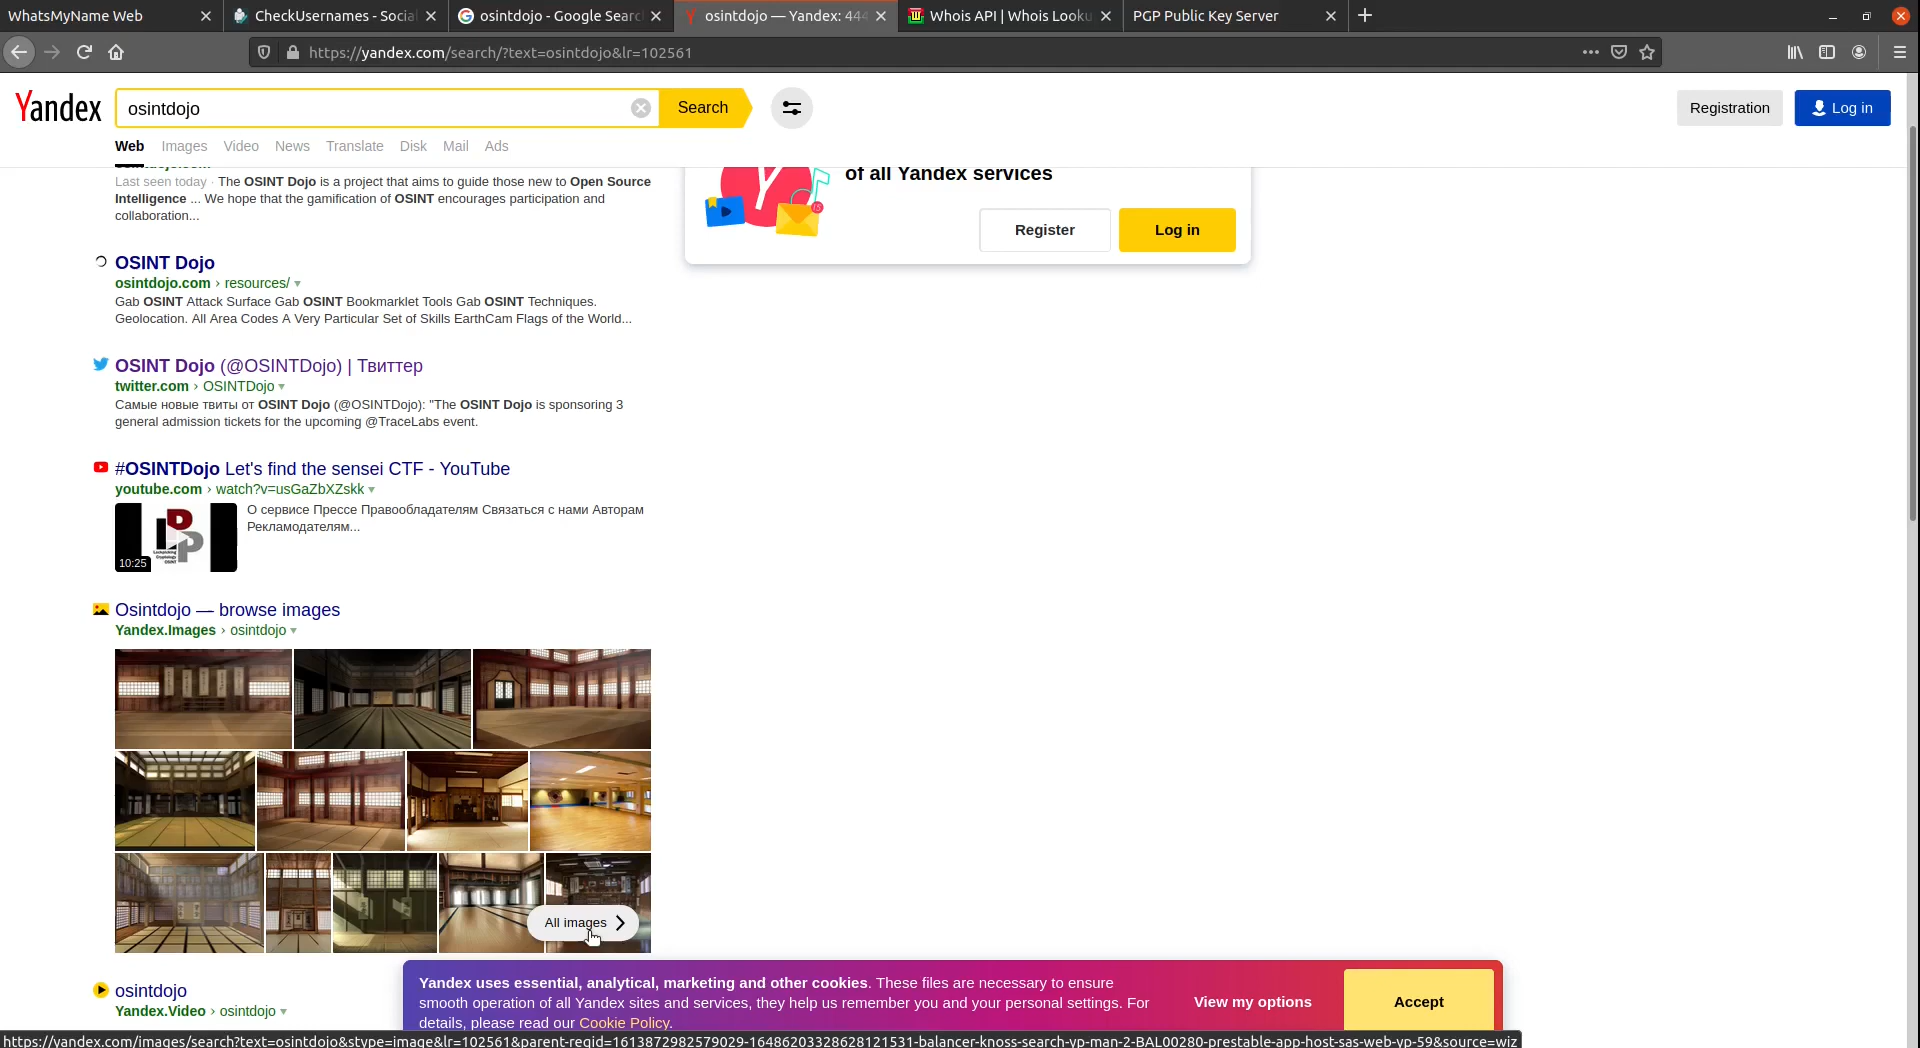 WhatsMyName Web
CheckUsernames - Socia
osintdojo - Google Searc
osintdojo — Yandex: 444
Whois API | Whois Looku
PGP Public Key Server
https://yandex.com/search/?text=osintdojo&lr=102561
Yandex
osintdojo
Search
Registration
Log in
Web
Images
Video
News
Translate
Disk
Mail
Ads
Last seen today · The OSINT Dojo is a project that aims to guide those new to Open Source
Intelligence ... We hope that the gamification of OSINT encourages participation and
collaboration...
of all Yandex services
Register
Log in
OSINT Dojo
osintdojo.com › resources/
Gab OSINT Attack Surface Gab OSINT Bookmarklet Tools Gab OSINT Techniques.
Geolocation. All Area Codes A Very Particular Set of Skills EarthCam Flags of the World...
OSINT Dojo (@OSINTDojo) | Твиттер
twitter.com › OSINTDojo
Самые новые твиты от OSINT Dojo (@OSINTDojo): "The OSINT Dojo is sponsoring 3
general admission tickets for the upcoming @TraceLabs event.
#OSINTDojo Let's find the sensei CTF - YouTube
youtube.com › watch?v=usGaZbXZskk
О сервисе Прессе Правообладателям Связаться с нами Авторам
Рекламодателям...
Lockpicking
Cryptology
OSINT
10:25
Osintdojo — browse images
Yandex.Images › osintdojo
All images
osintdojo
Yandex.Video › osintdojo
Yandex uses essential, analytical, marketing and other cookies. These files are necessary to ensure
smooth operation of all Yandex sites and services, they help us remember you and your personal settings. For
details, please read our Cookie Policy.
View my options
Accept
https://yandex.com/images/search?text=osintdojo&stype=image&lr=102561&parent-reqid=1613872982579029-16486203328628121531-balancer-knoss-search-yp-man-2-BAL00280-prestable-app-host-sas-web-yp-59&source=wiz